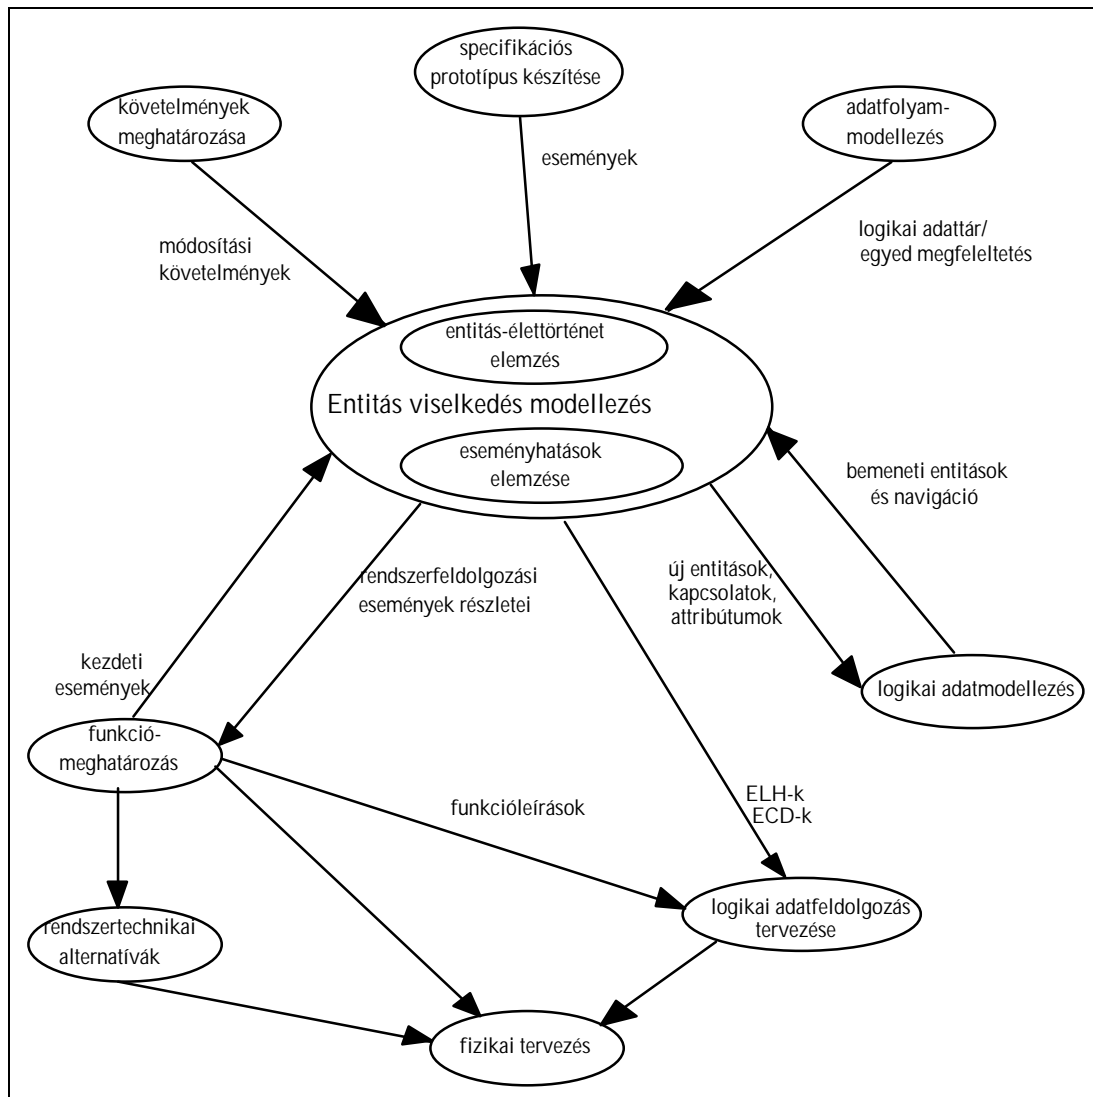 specifikációs
prototípus készítése
követelmények
meghatározása
adatfolyam-
modellezés
események
módosítási
követelmények
logikai adattár/
egyed megfeleltetés
entitás-élettörténet
elemzés
Entitás viselkedés modellezés
eseményhatások
elemzése
bemeneti entitások
és navigáció
rendszerfeldolgozási
események részletei
új entitások,
kapcsolatok,
attribútumok
kezdeti
események
logikai adatmodellezés
funkció-
meghatározás
funkcióleírások
ELH-k
ECD-k
rendszertechnikai
alternatívák
logikai adatfeldolgozás
tervezése
fizikai tervezés